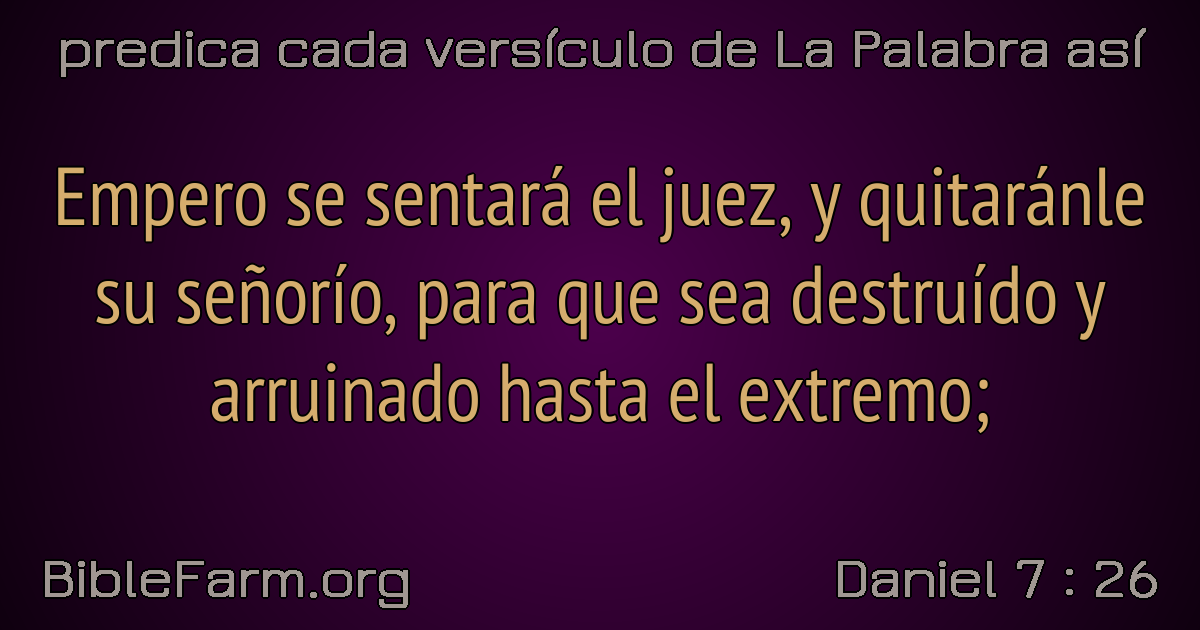 predica cada versículo de La Palabra así
Empero se sentará el juez, y quitaránle
su señorío, para que sea destruído y
arruinado hasta el extremo;
BibleFarm.org
Daniel 7 : 26